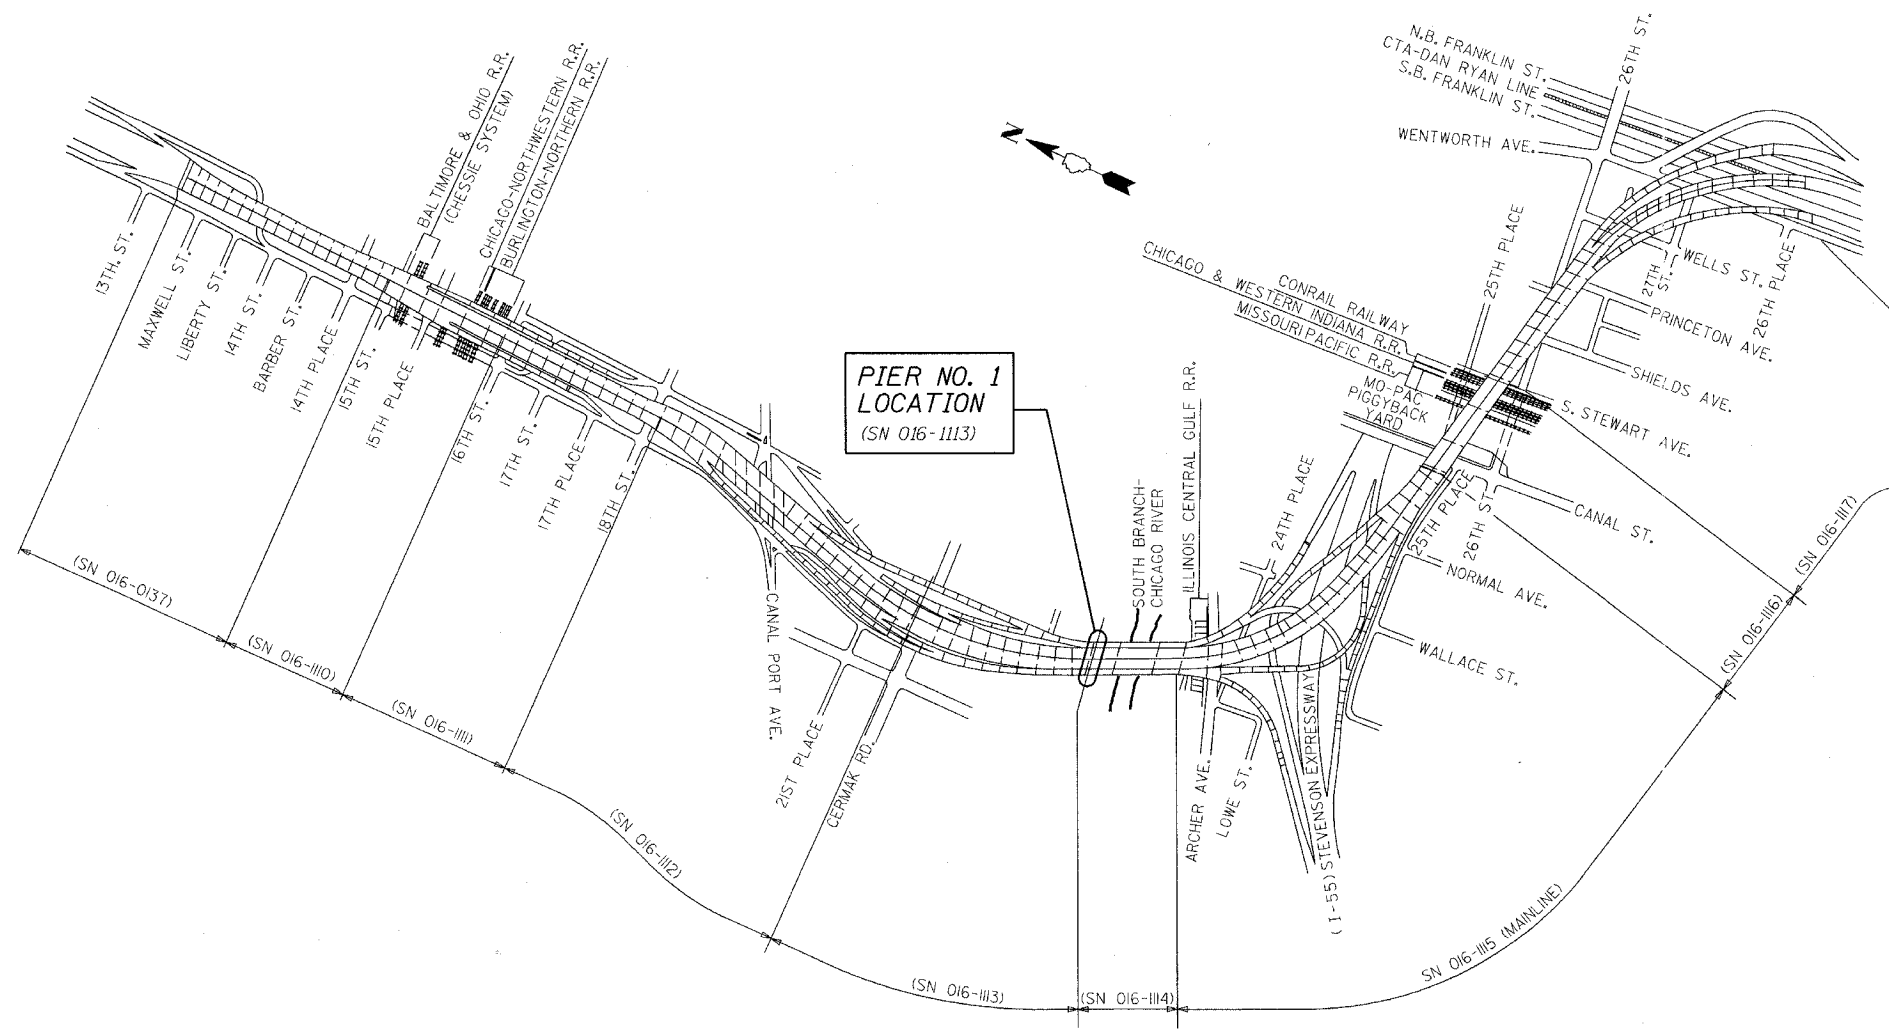 N.B. FRANKLIN ST.
CTA-DAN RYAN LINE
S.B. FRANKLIN ST.
26TH ST.
WENTWORTH AVE.
BALTIMORE & OHIO R.R.
(CHESSIE SYSTEM)
CHICAGO-NORTHWESTERN R.R.
BURLINGTON-NORTHERN R.R.
N
25TH PLACE
WELLS ST.
27TH
ST.
26TH PLACE
PRINCETON AVE.
SHIELDS AVE.
S. STEWART AVE.
CONRAIL RAILWAY
CHICAGO & WESTERN INDIANA R.R.
MISSOURI PACIFIC R.R.
MO-PAC
PIGGYBACK
YARD
13TH. ST.
MAXWELL ST.
LIBERTY ST.
14TH ST.
BARBER ST.
14TH PLACE
15TH ST.
15TH PLACE
16TH ST.
17TH ST.
17TH PLACE
18TH ST.
PIER NO. 1
LOCATION
(SN 016-1113)
SOUTH BRANCH-
CHICAGO RIVER
ILLINOIS CENTRAL GULF R.R.
24TH PLACE
25TH PLACE
26TH ST.
CANAL ST.
NORMAL AVE.
WALLACE ST.
CANAL PORT AVE.
21ST PLACE
CERMAK RD.
ARCHER AVE.
LOWE ST.
(I-55) STEVENSON EXPRESSWAY
(SN 016-0137)
(SN 016-1110)
(SN 016-1111)
(SN 016-1112)
(SN 016-1113)
(SN 016-1114)
SN 016-1115 (MAINLINE)
(SN 016-1116)
(SN 016-1117)